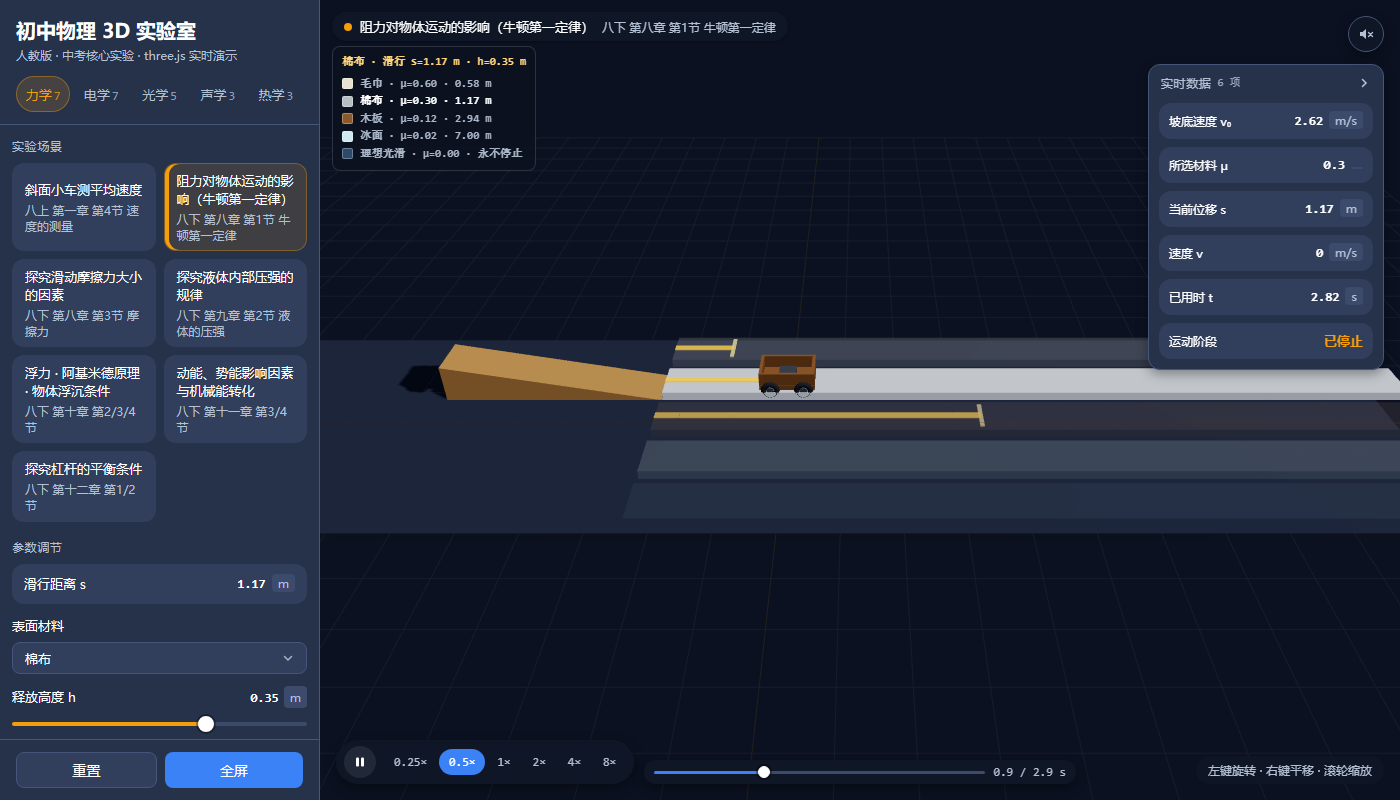 初中物理 3D 实验室
人教版 · 中考核心实验 · three.js 实时演示
力学 7
电学 7
光学 5
声学 3
热学 3
实验场景
斜面小车测平均速度
八上 第一章 第4节 速
度的测量
阻力对物体运动的影
响（牛顿第一定律）
八下 第八章 第1节 牛
顿第一定律
探究滑动摩擦力大小
的因素
八下 第八章 第3节 摩
擦力
探究液体内部压强的
规律
八下 第九章 第2节 液
体的压强
浮力 · 阿基米德原理
· 物体浮沉条件
八下 第十章 第2/3/4
节
动能、势能影响因素
与机械能转化
八下 第十一章 第3/4
节
探究杠杆的平衡条件
八下 第十二章 第1/2
节
参数调节
滑行距离 s 1.17 m
表面材料
棉布
释放高度 h 0.35 m
重置
全屏
阻力对物体运动的影响（牛顿第一定律） 八下 第八章 第1节 牛顿第一定律
棉布 · 滑行 s=1.17 m · h=0.35 m
毛巾 · μ=0.60 · 0.58 m
棉布 · μ=0.30 · 1.17 m
木板 · μ=0.12 · 2.94 m
冰面 · μ=0.02 · 7.00 m
理想光滑 · μ=0.00 · 永不停止
实时数据 6 项
坡底速度 v₀ 2.62 m/s
所选材料 μ 0.3
当前位移 s 1.17 m
速度 v 0 m/s
已用时 t 2.82 s
运动阶段 已停止
0.25× 0.5× 1× 2× 4× 8×
0.9 / 2.9 s
左键旋转 · 右键平移 · 滚轮缩放